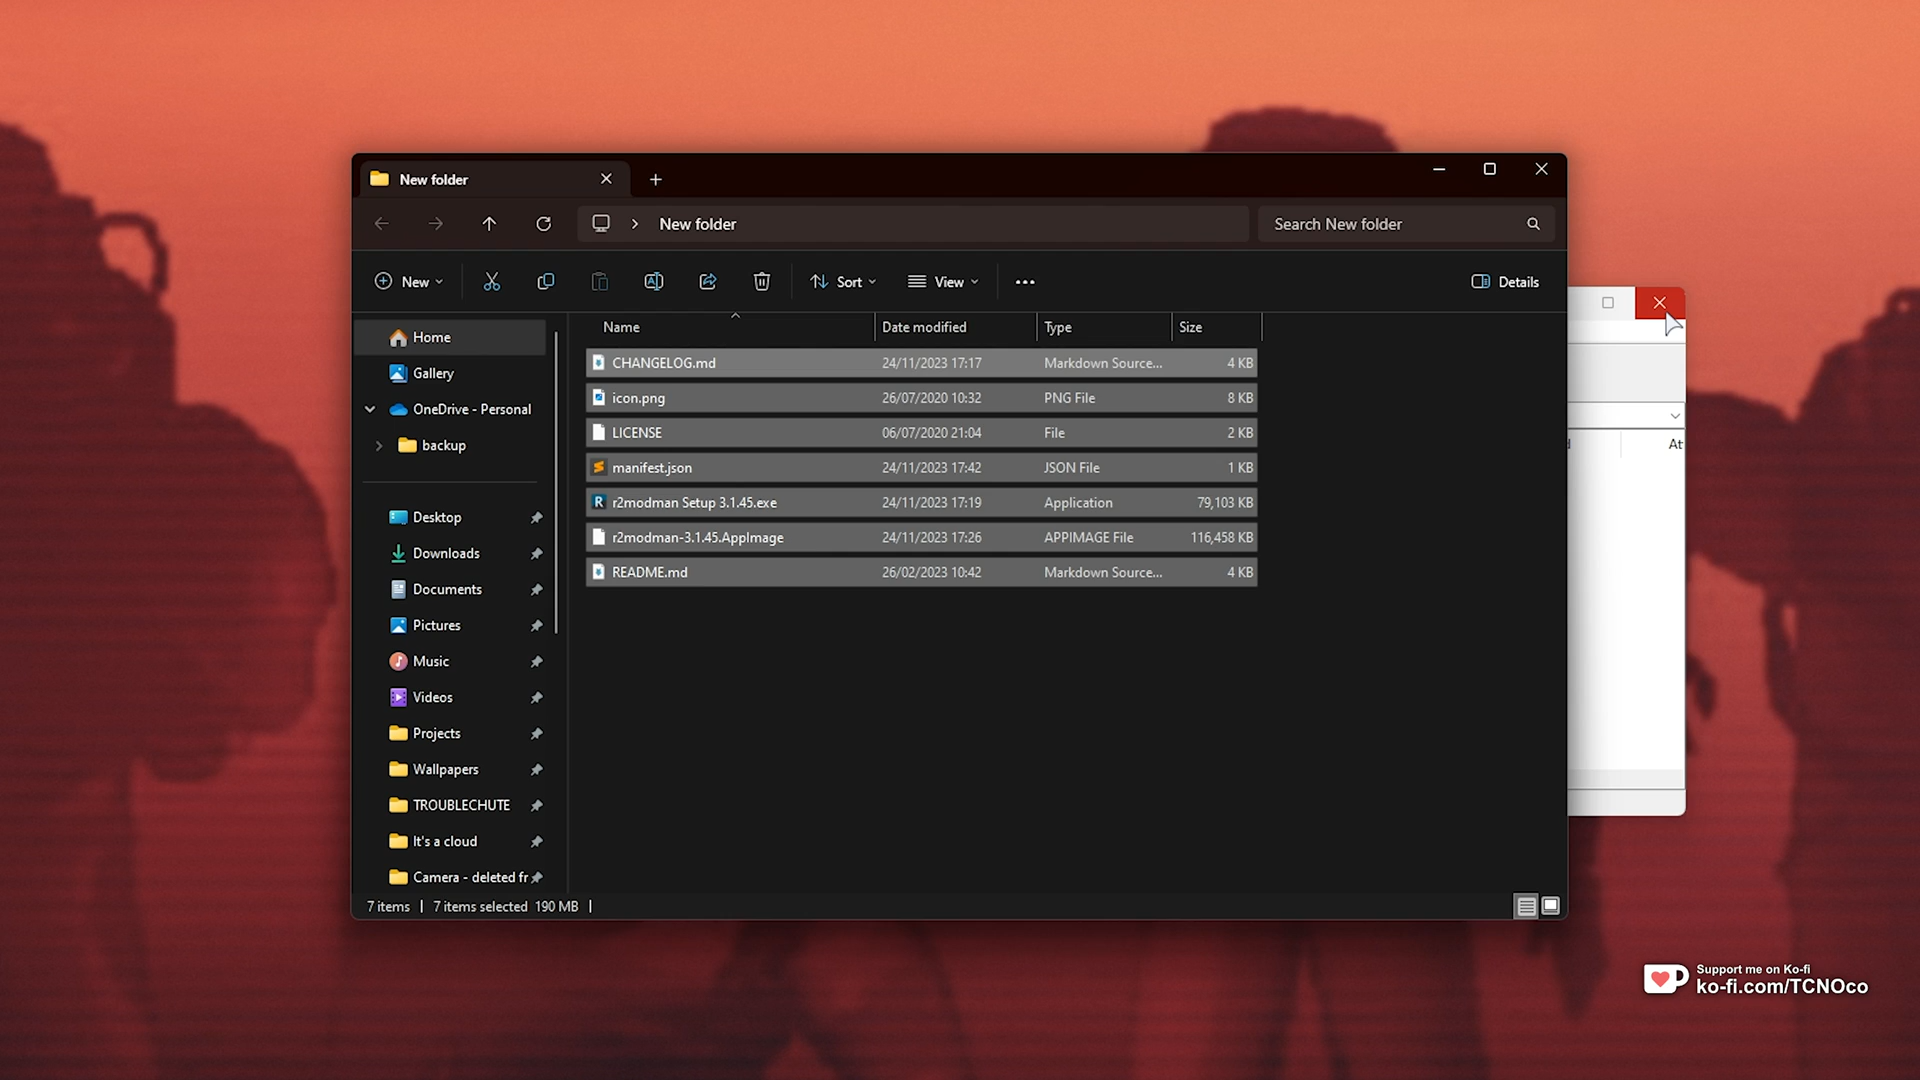 New folder
New folder
Search New folder
New
Sort
View
Details
Home
Gallery
OneDrive - Personal
backup
Desktop
Downloads
Documents
Pictures
Music
Videos
Projects
Wallpapers
TROUBLECHUTE
It's a cloud
Camera - deleted fr
Name Date modified Type Size
CHANGELOG.md 24/11/2023 17:17 Markdown Source... 4 KB
icon.png 26/07/2020 10:32 PNG File 8 KB
LICENSE 06/07/2020 21:04 File 2 KB
manifest.json 24/11/2023 17:42 JSON File 1 KB
r2modman Setup 3.1.45.exe 24/11/2023 17:19 Application 79,103 KB
r2modman-3.1.45.AppImage 24/11/2023 17:26 APPIMAGE File 116,458 KB
README.md 26/02/2023 10:42 Markdown Source... 4 KB
7 items 7 items selected 190 MB
At
Support me on Ko-fi
ko-fi.com/TCNOco